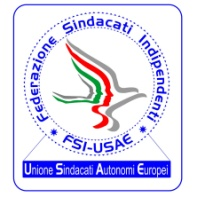 Federazione Sindacati Indipendenti
FSI-USAE
Unione Sindacati Autonomi Europei